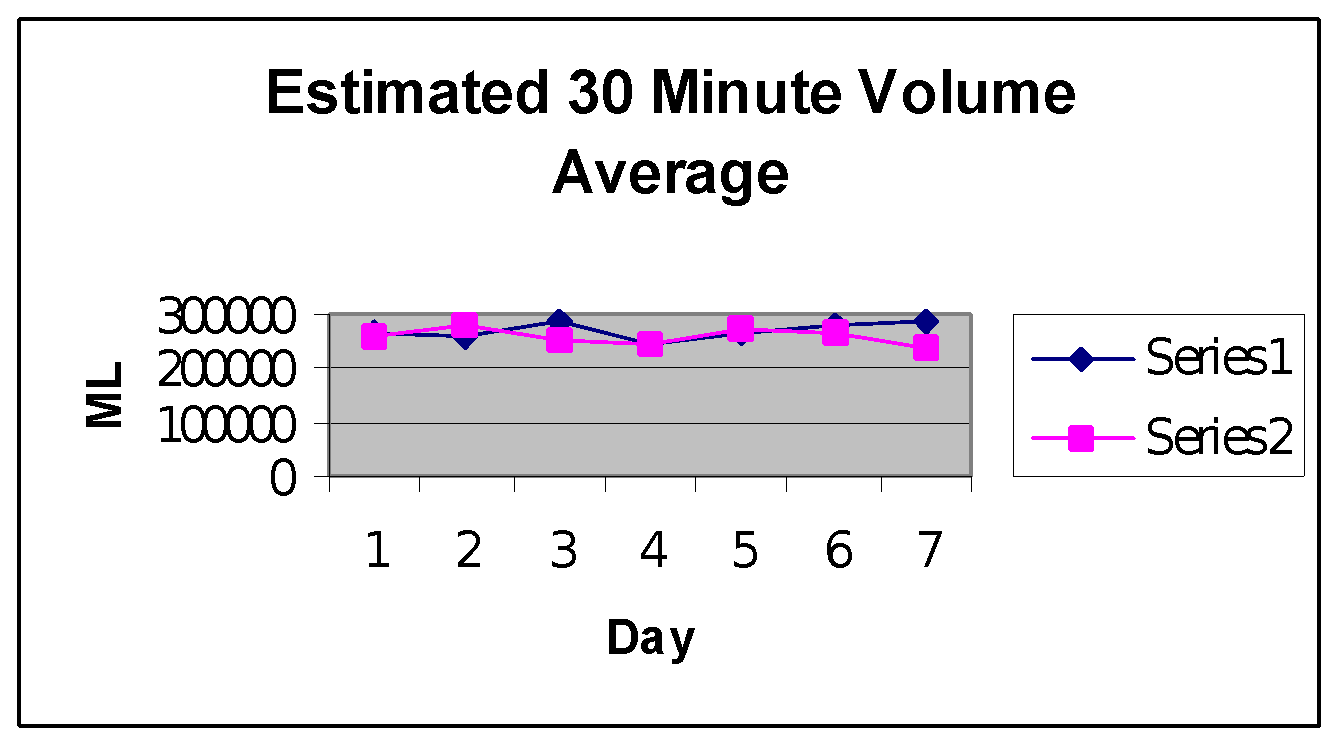 Estimated 30 Minute Volume
Average
300000
200000
100000
0
ML
1 2 3 4 5 6 7
Day
Series1
Series2